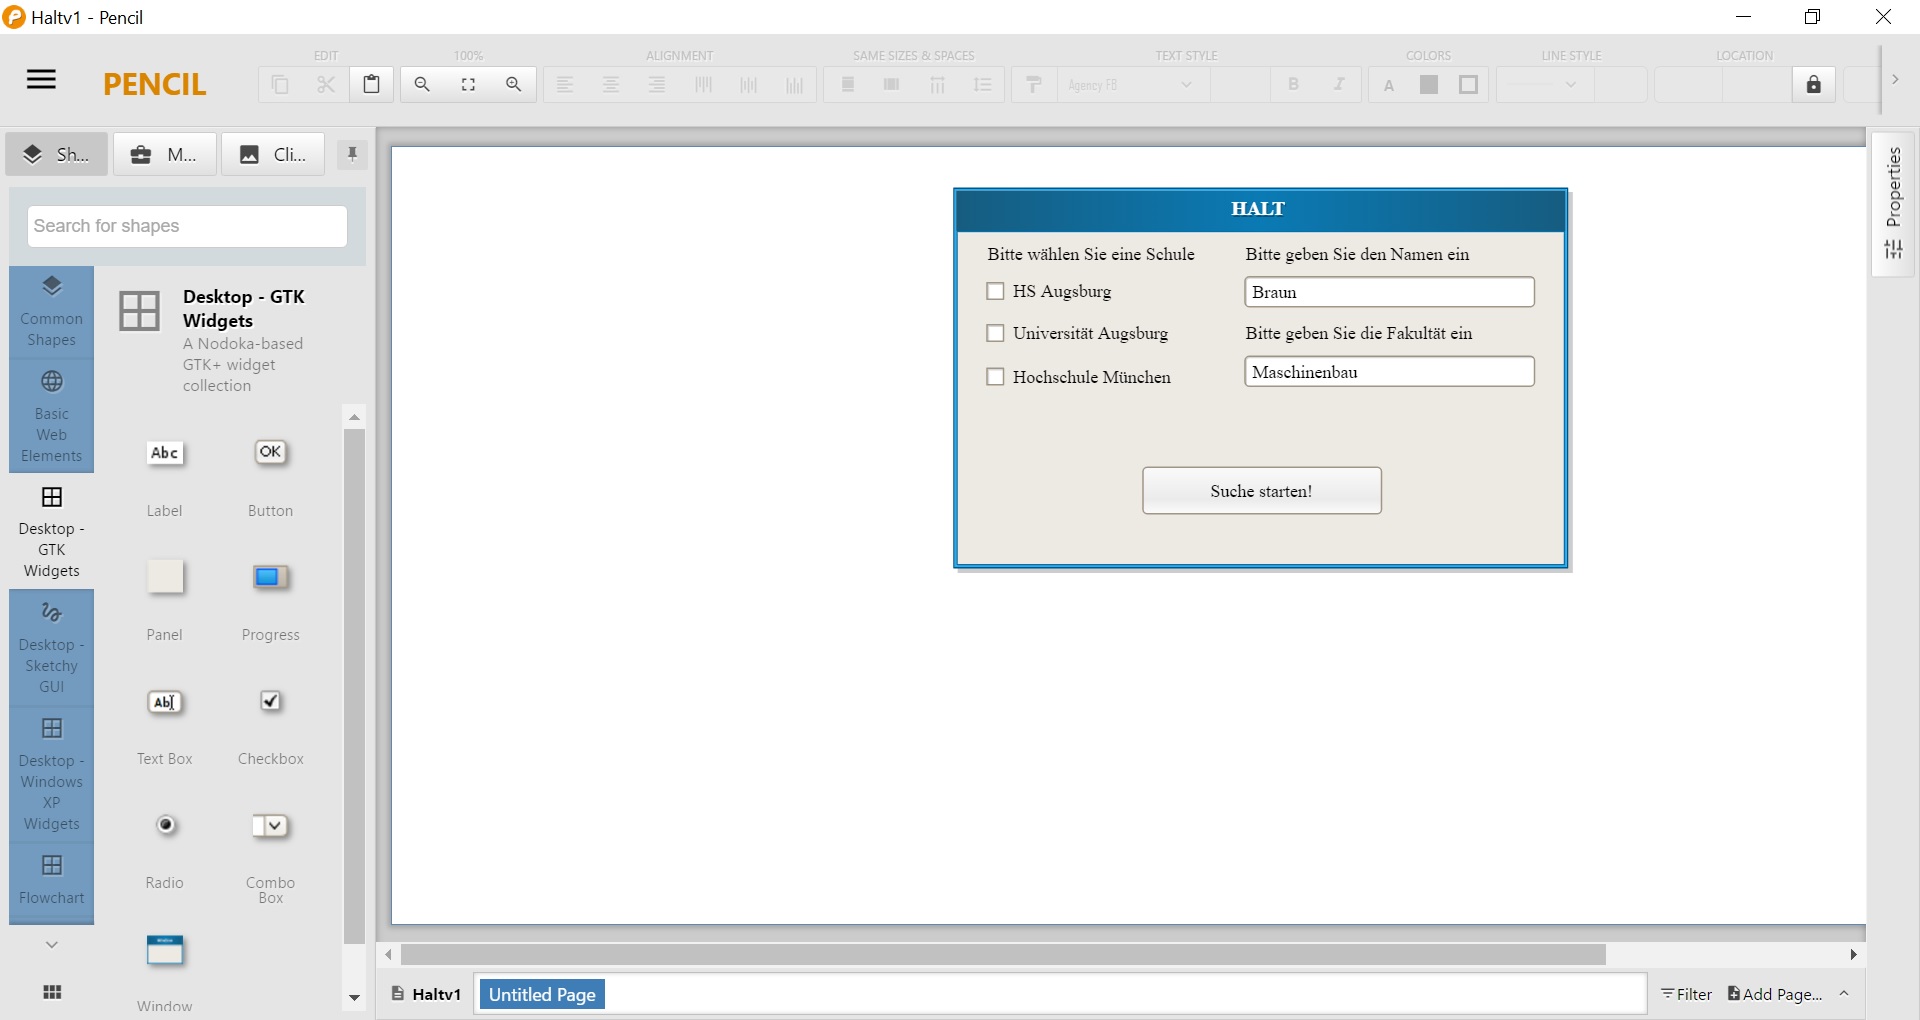 Haltv1 - Pencil
EDIT
100%
ALIGNMENT
SAME SIZES & SPACES
TEXT STYLE
COLORS
LINE STYLE
LOCATION
PENCIL
Agency FB
B
I
A
Sh...
M...
Cli...
Search for shapes
Common
Shapes
Basic
Web
Elements
Desktop -
GTK
Widgets
Desktop -
Sketchy
GUI
Desktop -
Windows
XP
Widgets
Flowchart
Desktop - GTK
Widgets
A Nodoka-based
GTK+ widget
collection
Abc
OK
Label
Button
Panel
Progress
Ab
Text Box
Checkbox
Radio
Combo
Box
Window
HALT
Bitte wählen Sie eine Schule
HS Augsburg
Universität Augsburg
Hochschule München
Bitte geben Sie den Namen ein
Braun
Bitte geben Sie die Fakultät ein
Maschinenbau
Suche starten!
Properties
Haltv1
Untitled Page
Filter
Add Page...